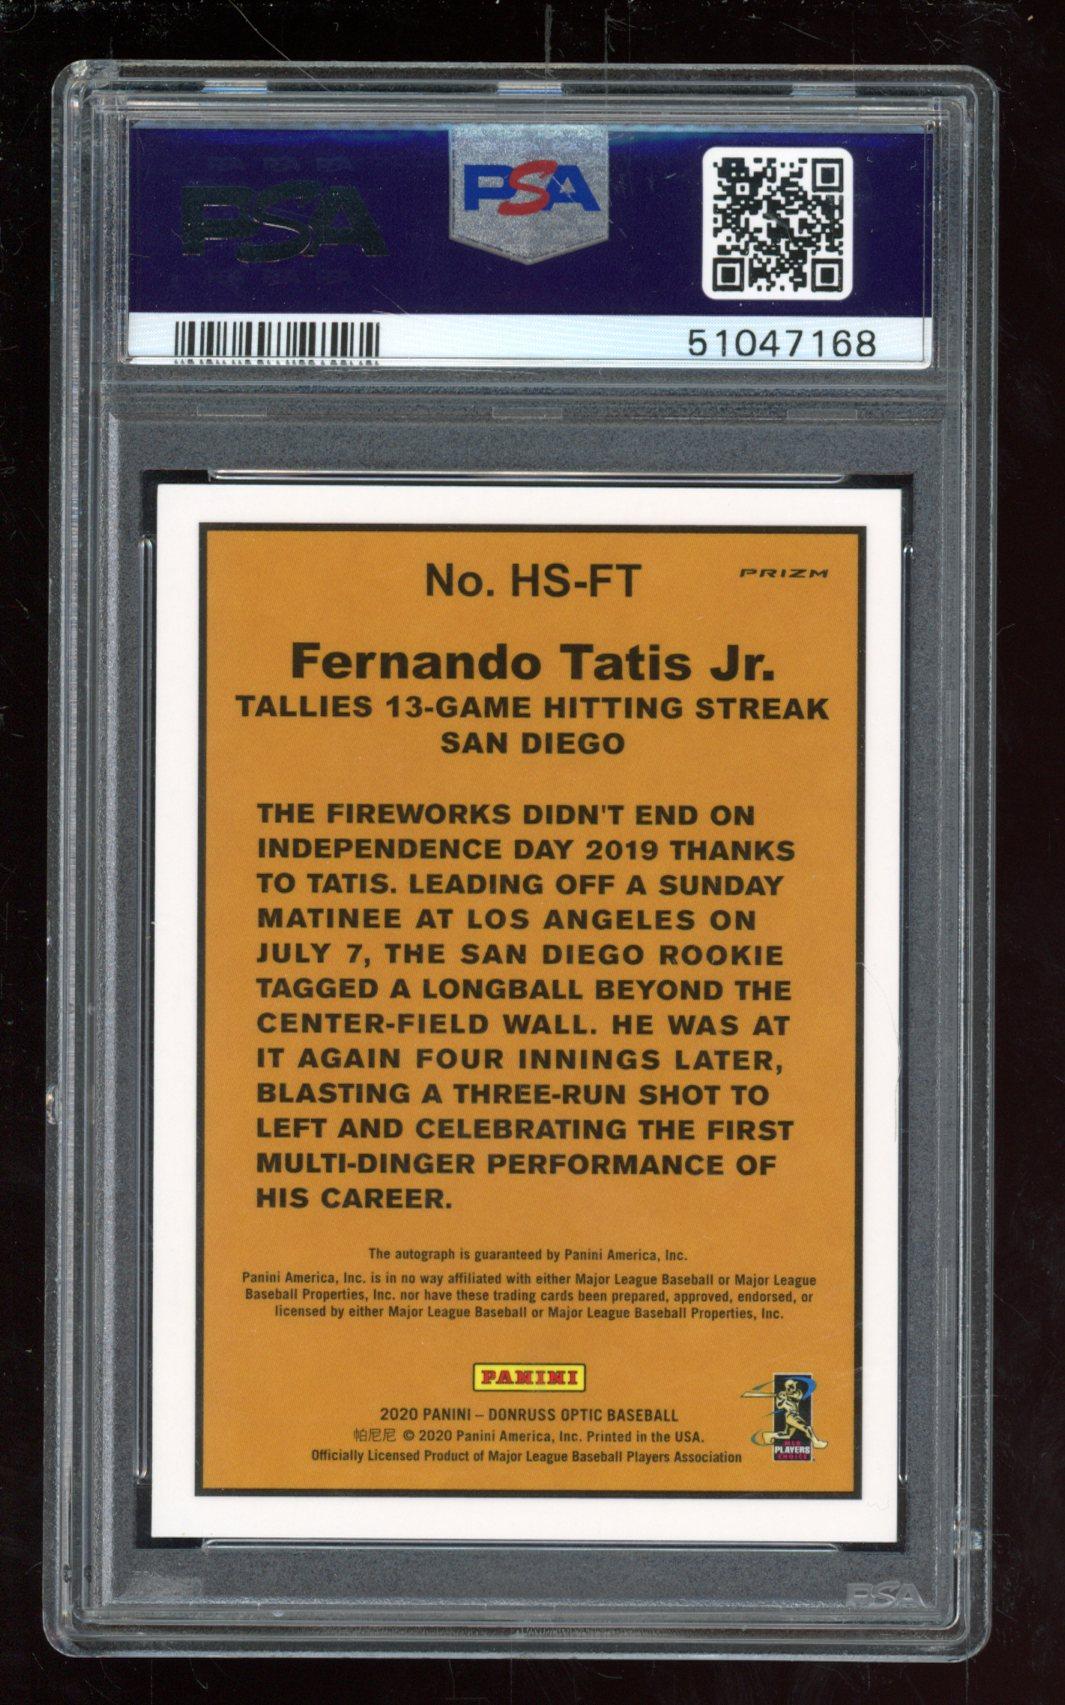 PSA
PSA
51047168
No. HS-FT
PRIZM
Fernando Tatis Jr.
TALLIES 13-GAME HITTING STREAK
SAN DIEGO
THE FIREWORKS DIDN'T END ON
INDEPENDENCE DAY 2019 THANKS
TO TATIS. LEADING OFF A SUNDAY
MATINEE AT LOS ANGELES ON
JULY 7, THE SAN DIEGO ROOKIE
TAGGED A LONGBALL BEYOND THE
CENTER-FIELD WALL. HE WAS AT
IT AGAIN FOUR INNINGS LATER,
BLASTING A THREE-RUN SHOT TO
LEFT AND CELEBRATING THE FIRST
MULTI-DINGER PERFORMANCE OF
HIS CAREER.
The autograph is guaranteed by Panini America, Inc.
Panini America, Inc. is in no way affiliated with either Major League Baseball or Major League
Baseball Properties, Inc. nor have these trading cards been prepared, approved, endorsed, or
licensed by either Major League Baseball or Major League Baseball Properties, Inc.
PANINI
2020 PANINI – DONRUSS OPTIC BASEBALL
帕尼尼 © 2020 Panini America, Inc. Printed in the USA.
Officially Licensed Product of Major League Baseball Players Association
MLB
PLAYERS
CHOICE
PSA